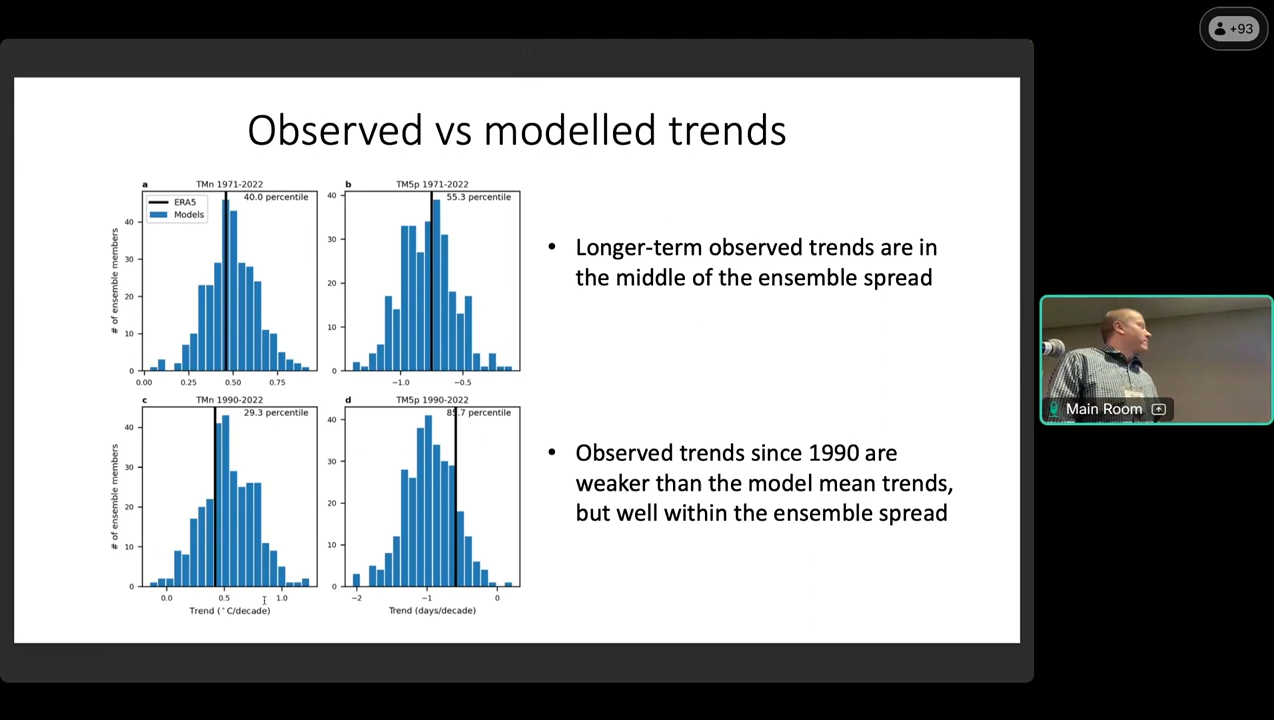 +93
Observed vs modelled trends
a
TMn 1971-2022
40.0 percentile
ERA5
Models
# of ensemble members
40
30
20
10
0
0.00
0.25
0.50
0.75
b
TM5p 1971-2022
55.3 percentile
40
30
20
10
0
−1.0
−0.5
• Longer-term observed trends are in
the middle of the ensemble spread
c
TMn 1990-2022
29.3 percentile
# of ensemble members
40
30
20
10
0
0.0
0.5
1.0
Trend (°C/decade)
d
TM5p 1990-2022
85.7 percentile
40
30
20
10
0
−2
−1
0
Trend (days/decade)
• Observed trends since 1990 are
weaker than the model mean trends,
but well within the ensemble spread
Main Room